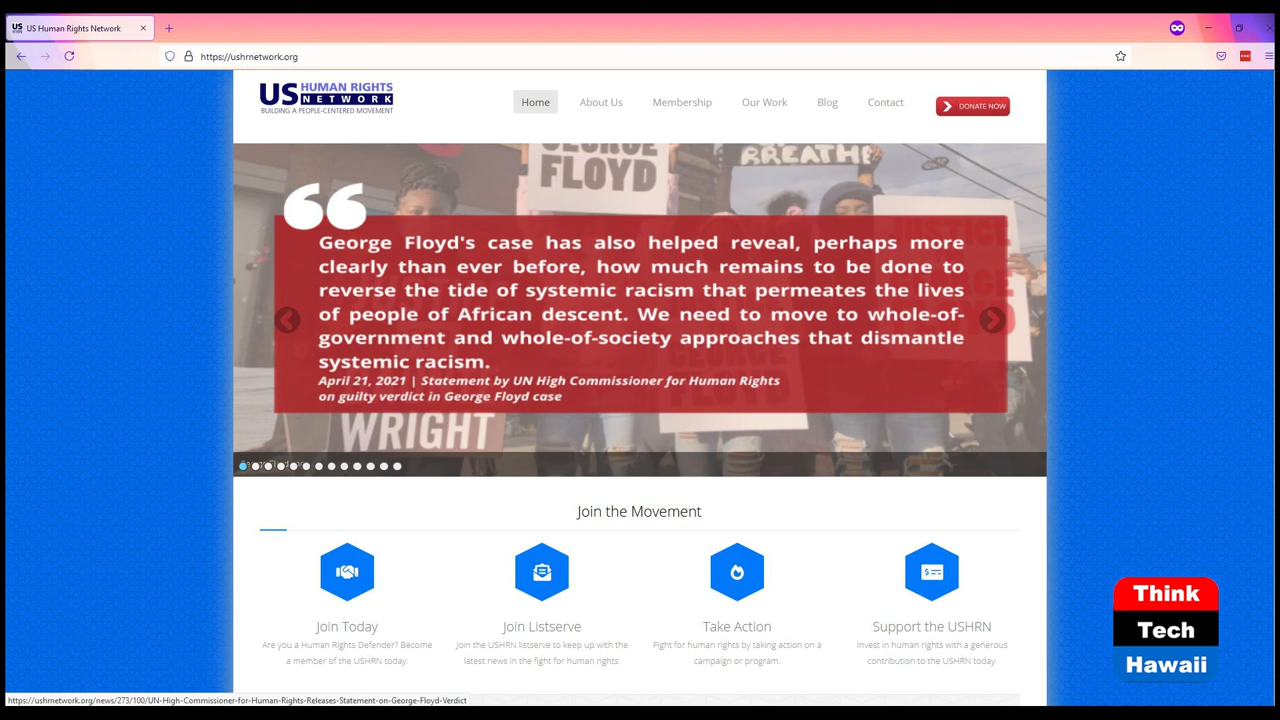 US Human Rights Network
https://ushrnetwork.org
US HUMAN RIGHTS
NETWORK
BUILDING A PEOPLE-CENTERED MOVEMENT
Home About Us Membership Our Work Blog Contact DONATE NOW
GEORGE
FLOYD
BREATHE
George Floyd's case has also helped reveal, perhaps more
clearly than ever before, how much remains to be done to
reverse the tide of systemic racism that permeates the lives
of people of African descent. We need to move to whole-of-
government and whole-of-society approaches that dismantle
systemic racism.
April 21, 2021 | Statement by UN High Commissioner for Human Rights
on guilty verdict in George Floyd case
WRIGHT
Join the Movement
Join Today
Are you a Human Rights Defender? Become
a member of the USHRN today.
Join Listserve
Join the USHRN listserve to keep up with the
latest news in the fight for human rights.
Take Action
Fight for human rights by taking action on a
campaign or program.
Support the USHRN
Invest in human rights with a generous
contribution to the USHRN today.
Think
Tech
Hawaii
https://ushrnetwork.org/news/273/100/UN-High-Commissioner-for-Human-Rights-Releases-Statement-on-George-Floyd-Verdict